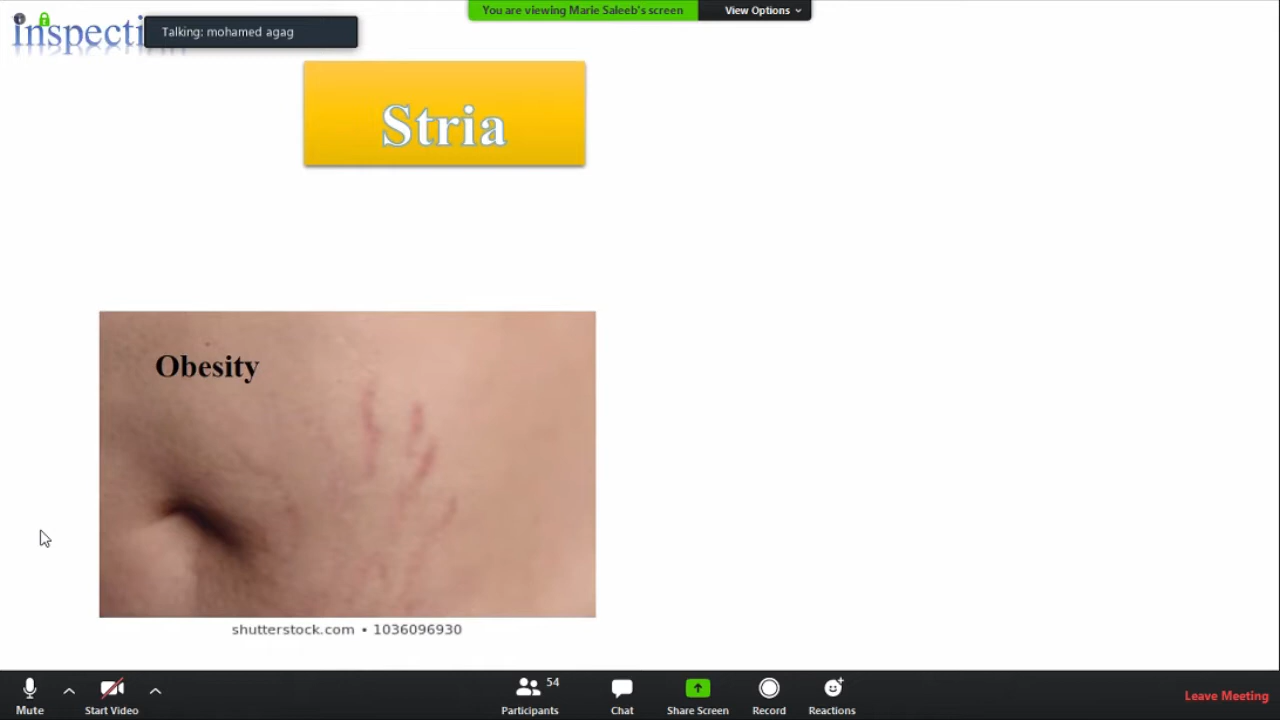 You are viewing Marie Saleeb's screen View Options
Talking: mohamed agag
Stria
Obesity
shutterstock.com • 1036096930
54
Mute Start Video Participants Chat Share Screen Record Reactions Leave Meeting